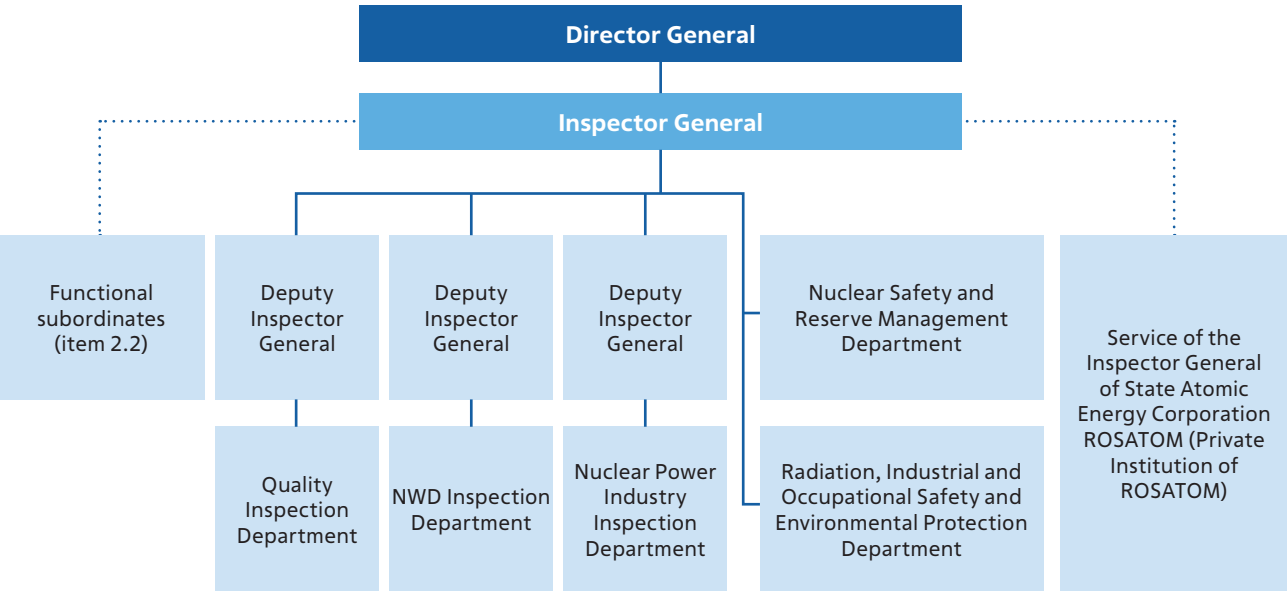 Director General
Inspector General
Functional
subordinates
(item 2.2)
Deputy
Inspector
General
Deputy
Inspector
General
Deputy
Inspector
General
Nuclear Safety and
Reserve Management
Department
Service of the
Inspector General
of State Atomic
Energy Corporation
ROSATOM (Private
Institution of
ROSATOM)
Quality
Inspection
Department
NWD Inspection
Department
Nuclear Power
Industry
Inspection
Department
Radiation, Industrial and
Occupational Safety and
Environmental Protection
Department